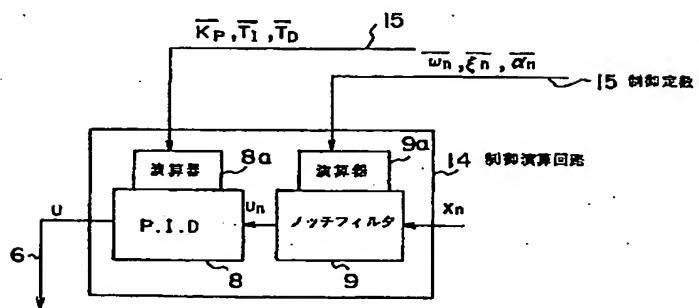 K̅P̅, T̅I̅, T̅D̅
15
ω̅n̅, ξ̅n̅, α̅n̅
15 制御定数
演算器
8a
演算器
9a
14 制御演算回路
U
P.I.D
un
ノッチフィルタ
Xn
6
8
9